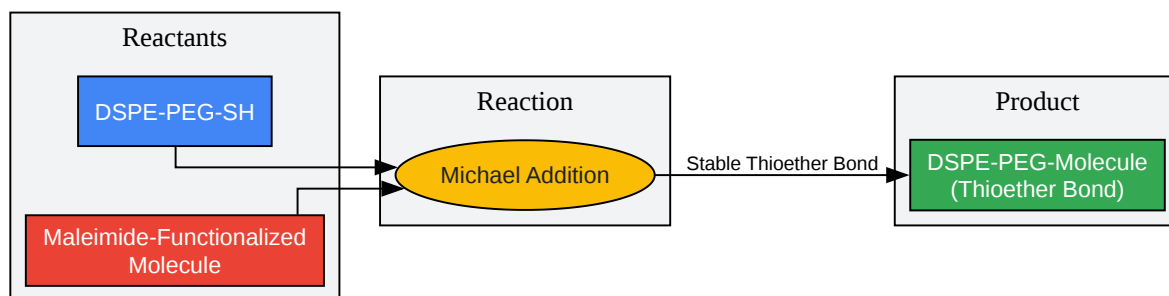 Reactants
DSPE-PEG-SH
Maleimide-Functionalized
Molecule
Reaction
Michael Addition
Stable Thioether Bond
Product
DSPE-PEG-Molecule
(Thioether Bond)